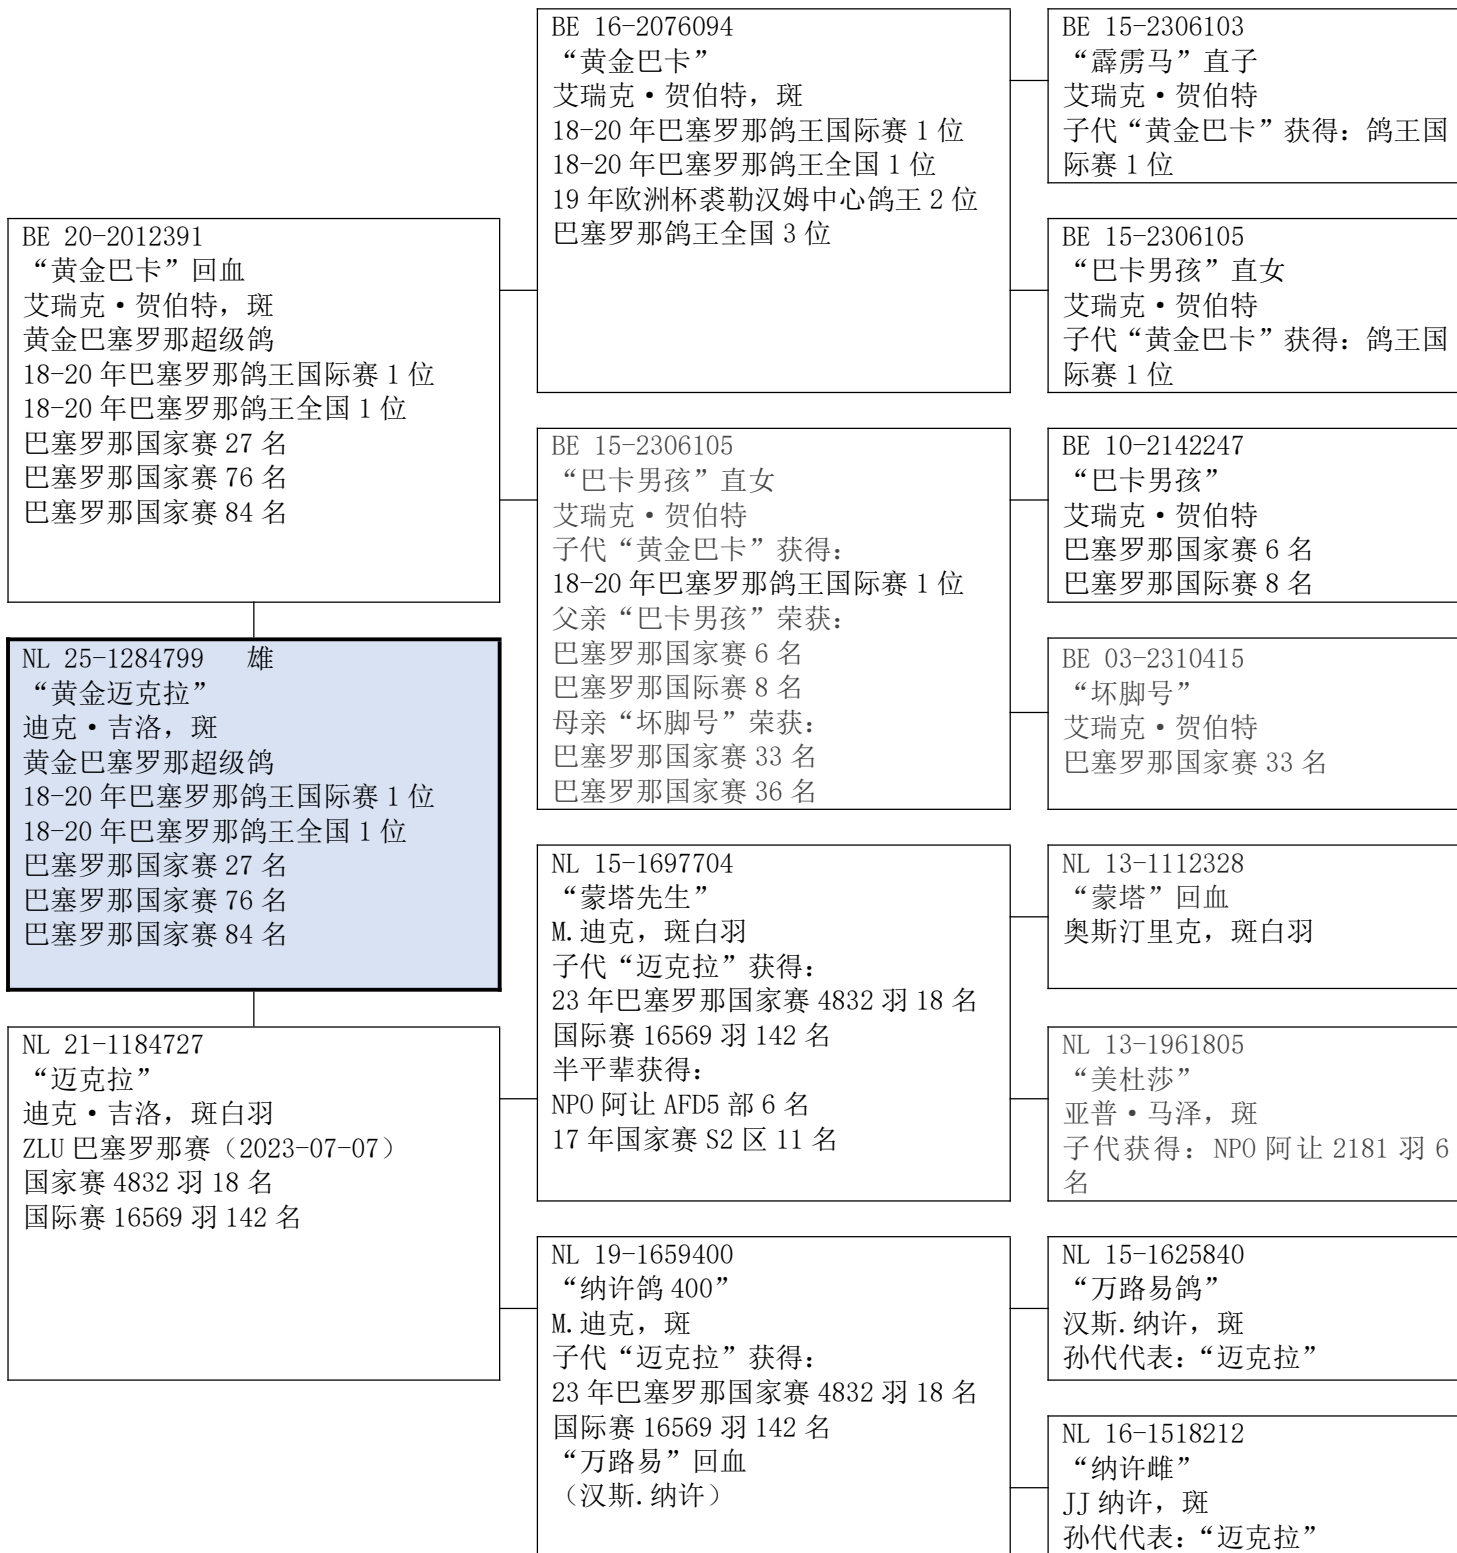 BE 20-2012391
“黄金巴卡”回血
艾瑞克•贺伯特，斑
黄金巴塞罗那超级鸽
18-20 年巴塞罗那鸽王国际赛 1 位
18-20 年巴塞罗那鸽王全国 1 位
巴塞罗那国家赛 27 名
巴塞罗那国家赛 76 名
巴塞罗那国家赛 84 名
NL 25-1284799 雄
“黄金迈克拉”
迪克•吉洛，斑
黄金巴塞罗那超级鸽
18-20 年巴塞罗那鸽王国际赛 1 位
18-20 年巴塞罗那鸽王全国 1 位
巴塞罗那国家赛 27 名
巴塞罗那国家赛 76 名
巴塞罗那国家赛 84 名
NL 21-1184727
“迈克拉”
迪克•吉洛，斑白羽
ZLU 巴塞罗那赛（2023-07-07）
国家赛 4832 羽 18 名
国际赛 16569 羽 142 名
BE 16-2076094
“黄金巴卡”
艾瑞克•贺伯特，斑
18-20 年巴塞罗那鸽王国际赛 1 位
18-20 年巴塞罗那鸽王全国 1 位
19 年欧洲杯裘勒汉姆中心鸽王 2 位
巴塞罗那鸽王全国 3 位
BE 15-2306105
“巴卡男孩”直女
艾瑞克•贺伯特
子代“黄金巴卡”获得：
18-20 年巴塞罗那鸽王国际赛 1 位
父亲“巴卡男孩”荣获：
巴塞罗那国家赛 6 名
巴塞罗那国际赛 8 名
母亲“坏脚号”荣获：
巴塞罗那国家赛 33 名
巴塞罗那国家赛 36 名
NL 15-1697704
“蒙塔先生”
M.迪克，斑白羽
子代“迈克拉”获得：
23 年巴塞罗那国家赛 4832 羽 18 名
国际赛 16569 羽 142 名
半平辈获得：
NPO 阿让 AFD5 部 6 名
17 年国家赛 S2 区 11 名
NL 19-1659400
“纳许鸽 400”
M.迪克，斑
子代“迈克拉”获得：
23 年巴塞罗那国家赛 4832 羽 18 名
国际赛 16569 羽 142 名
“万路易”回血
（汉斯.纳许）
BE 15-2306103
“霹雳马”直子
艾瑞克•贺伯特
子代“黄金巴卡”获得：鸽王国
际赛 1 位
BE 15-2306105
“巴卡男孩”直女
艾瑞克•贺伯特
子代“黄金巴卡”获得：鸽王国
际赛 1 位
BE 10-2142247
“巴卡男孩”
艾瑞克•贺伯特
巴塞罗那国家赛 6 名
巴塞罗那国际赛 8 名
BE 03-2310415
“坏脚号”
艾瑞克•贺伯特
巴塞罗那国家赛 33 名
NL 13-1112328
“蒙塔”回血
奥斯汀里克，斑白羽
NL 13-1961805
“美杜莎”
亚普•马泽，斑
子代获得：NPO 阿让 2181 羽 6
名
NL 15-1625840
“万路易鸽”
汉斯.纳许，斑
孙代代表：“迈克拉”
NL 16-1518212
“纳许雌”
JJ 纳许，斑
孙代代表：“迈克拉”